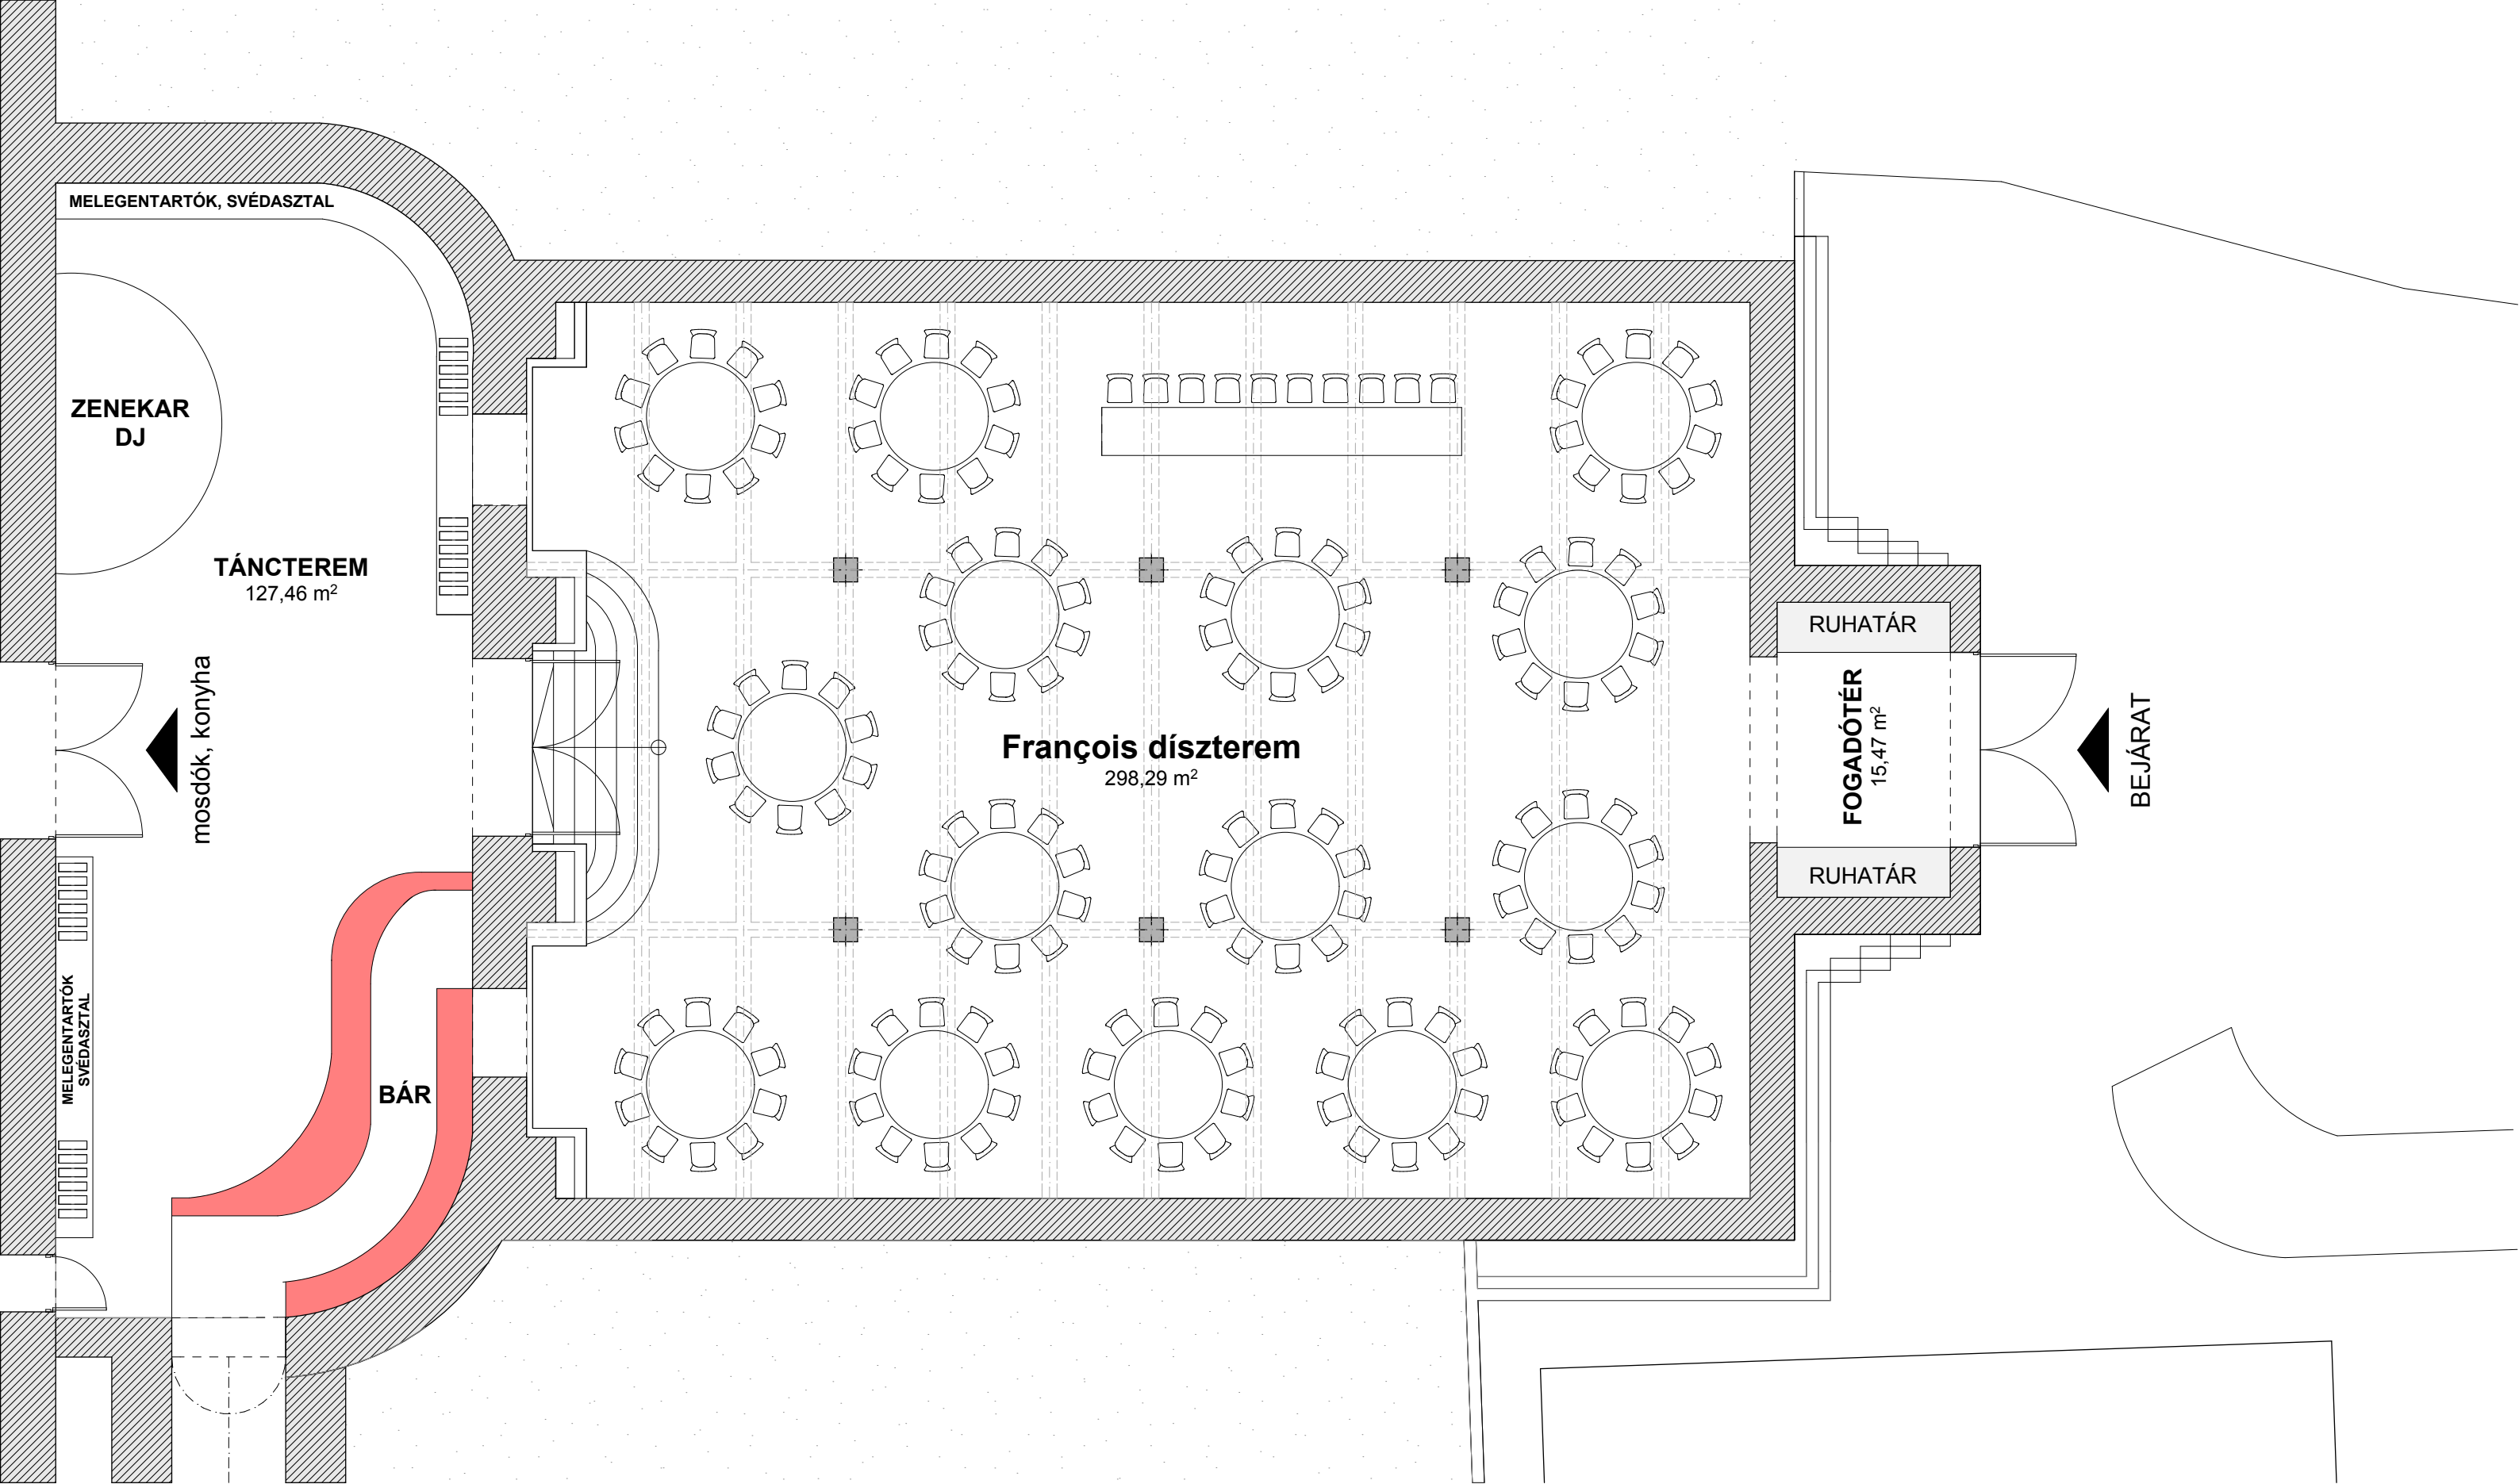 MELEGENTARTÓK, SVÉDASZTAL
ZENEKAR
DJ
TÁNCTEREM
127,46 m²
mosdók, konyha
MELEGENTARTÓK
SVÉDASZTAL
BÁR
François díszterem
298,29 m²
RUHATÁR
FOGADÓTÉR
15,47 m²
RUHATÁR
BEJÁRAT